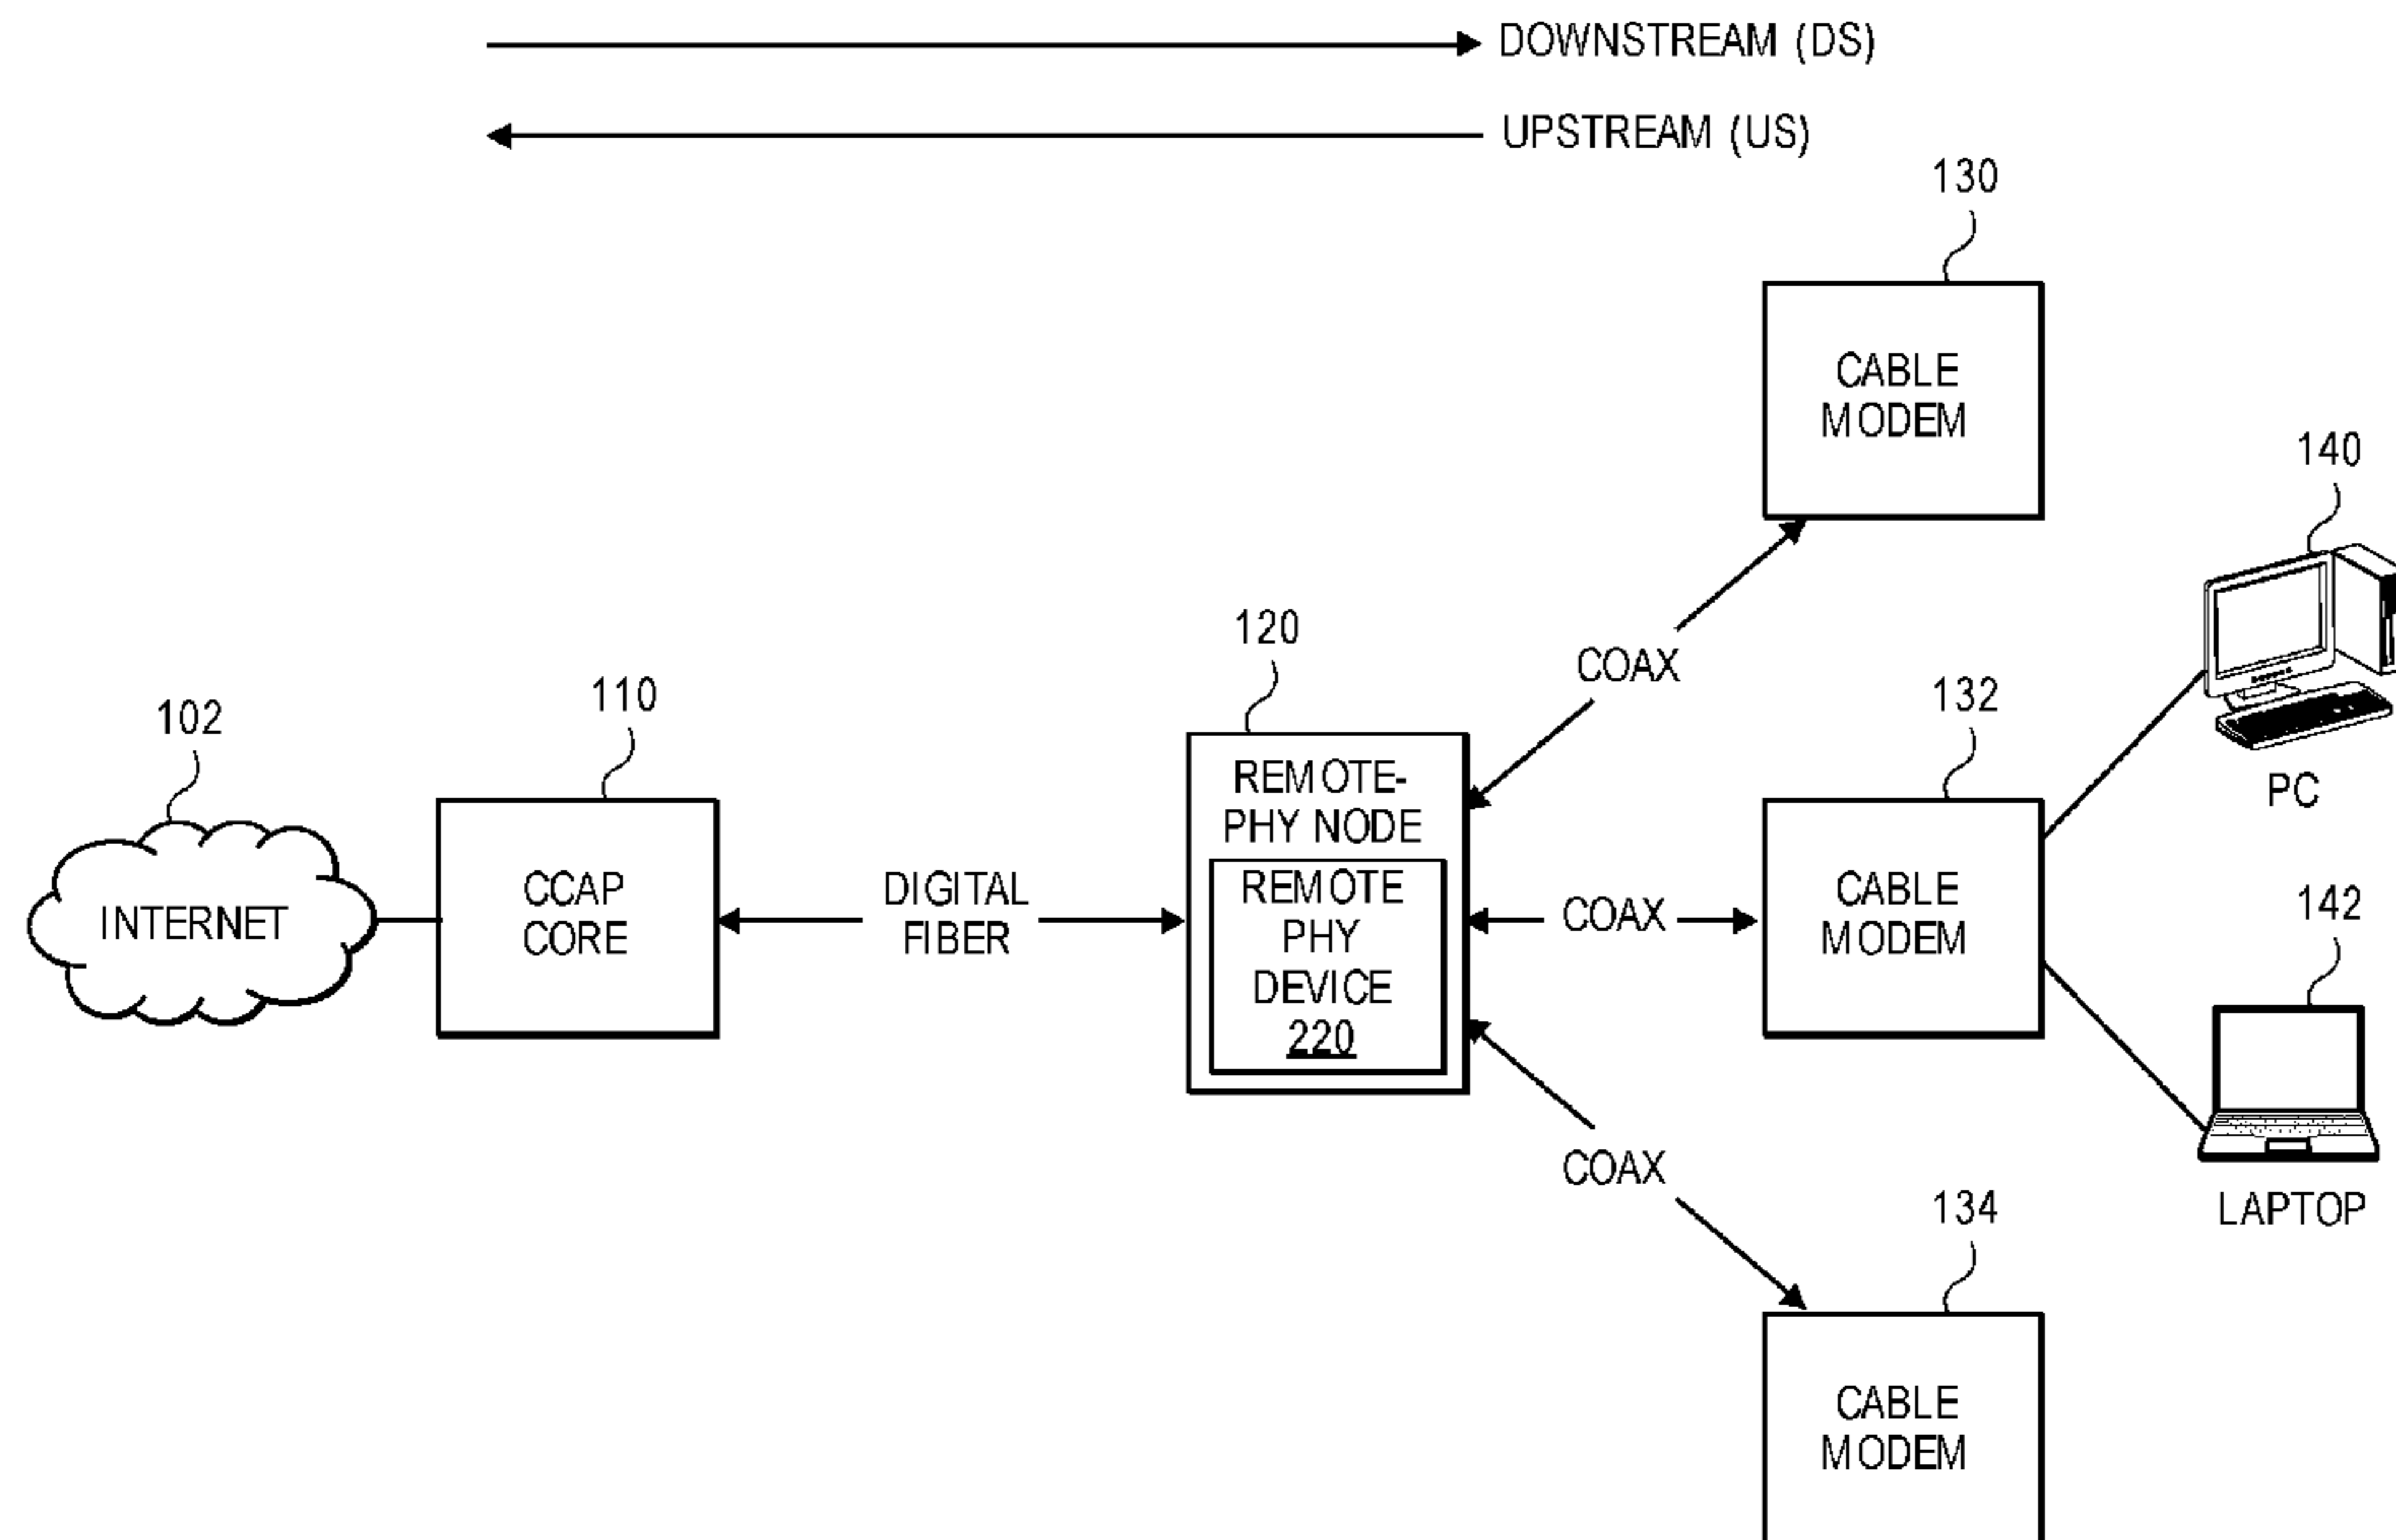 DOWNSTREAM (DS)
UPSTREAM (US)
130
CABLE
MODEM
140
PC
120
REMOTE-
PHY NODE
REMOTE
PHY
DEVICE
220
COAX
132
CABLE
MODEM
102
INTERNET
110
CCAP
CORE
DIGITAL
FIBER
COAX
142
LAPTOP
COAX
134
CABLE
MODEM